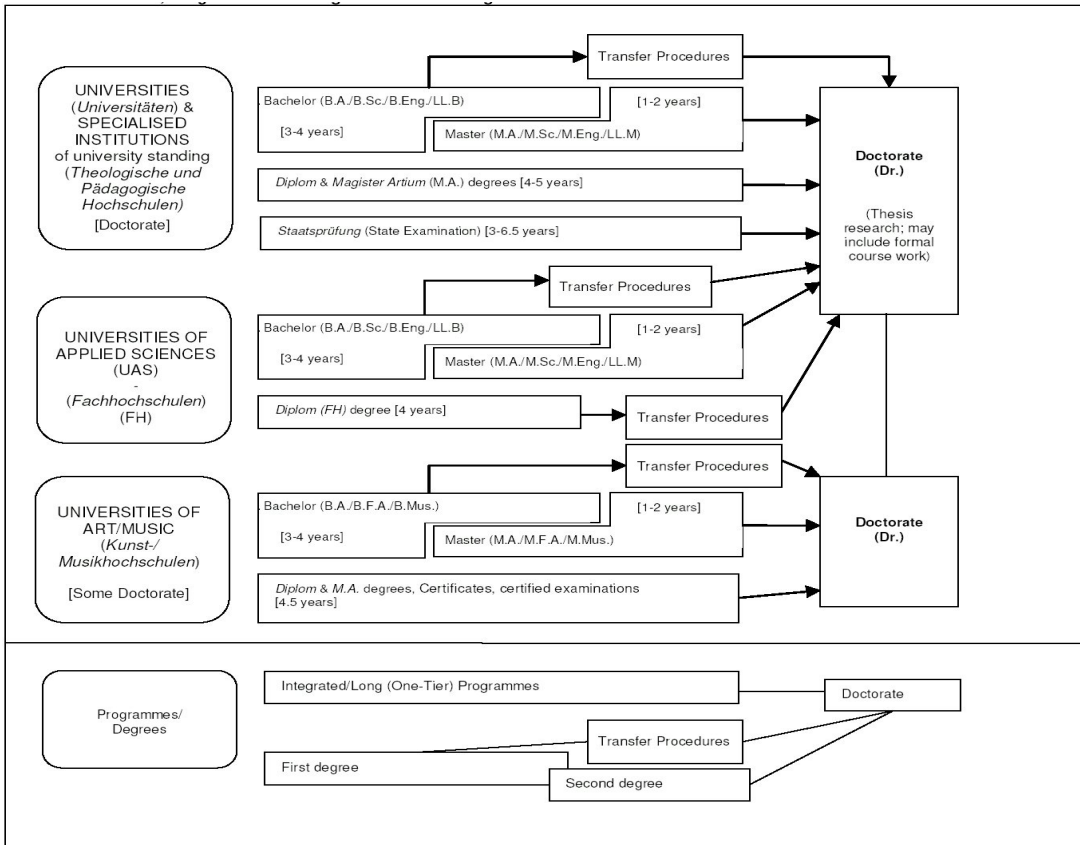 Transfer Procedures
UNIVERSITIES
(Universitäten) &
SPECIALISED
INSTITUTIONS
of university standing
(Theologische und
Pädagogische
Hochschulen)
[Doctorate]
. Bachelor (B.A./B.Sc./B.Eng./LL.B)
[1-2 years]
[3-4 years]
Master (M.A./M.Sc./M.Eng./LL.M)
Diplom & Magister Artium (M.A.) degrees [4-5 years]
Staatsprüfung (State Examination) [3-6.5 years]
Doctorate
(Dr.)
(Thesis
research; may
include formal
course work)
Transfer Procedures
UNIVERSITIES OF
APPLIED SCIENCES
(UAS)
-
(Fachhochschulen)
(FH)
. Bachelor (B.A./B.Sc./B.Eng./LL.B)
[1-2 years]
[3-4 years]
Master (M.A./M.Sc./M.Eng./LL.M)
Diplom (FH) degree [4 years]
Transfer Procedures
Transfer Procedures
UNIVERSITIES OF
ART/MUSIC
(Kunst-/
Musikhochschulen)
[Some Doctorate]
. Bachelor (B.A./B.F.A./B.Mus.)
[1-2 years]
[3-4 years]
Master (M.A./M.F.A./M.Mus.)
Diplom & M.A. degrees, Certificates, certified examinations
[4.5 years]
Doctorate
(Dr.)
Programmes/
Degrees
Integrated/Long (One-Tier) Programmes
Doctorate
Transfer Procedures
First degree
Second degree